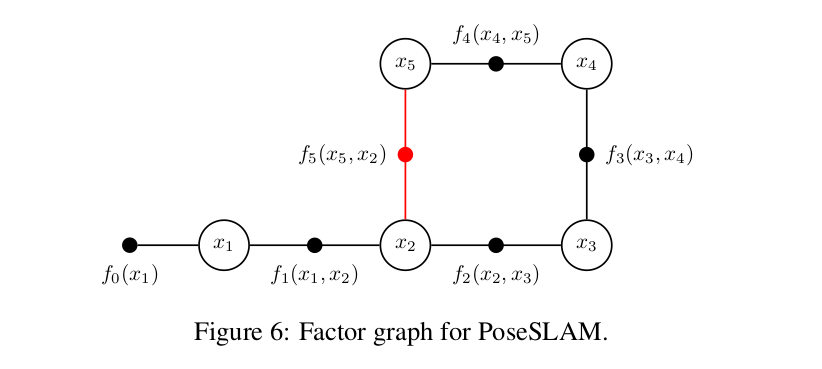 f₄(x₄, x₅)
x₅
x₄
f₅(x₅, x₂)
f₃(x₃, x₄)
x₁
x₂
x₃
f₀(x₁)
f₁(x₁, x₂)
f₂(x₂, x₃)
Figure 6: Factor graph for PoseSLAM.